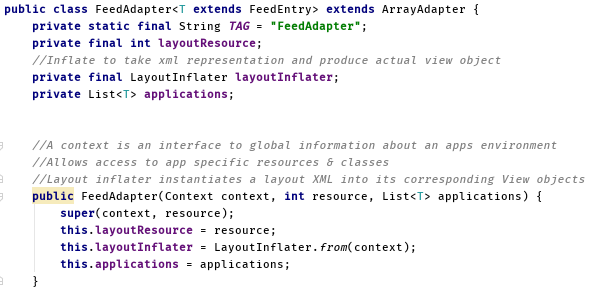 public class FeedAdapter<T extends FeedEntry> extends ArrayAdapter {
private static final String TAG = "FeedAdapter";
private final int layoutResource;
//Inflate to take xml representation and produce actual view object
private final LayoutInflater layoutInflater;
private List<T> applications;
//A context is an interface to global information about an apps environment
//Allows access to app specific resources & classes
//Layout inflater instantiates a layout XML into its corresponding View objects
public FeedAdapter(Context context, int resource, List<T> applications) {
super(context, resource);
this.layoutResource = resource;
this.layoutInflater = LayoutInflater.from(context);
this.applications = applications;
}